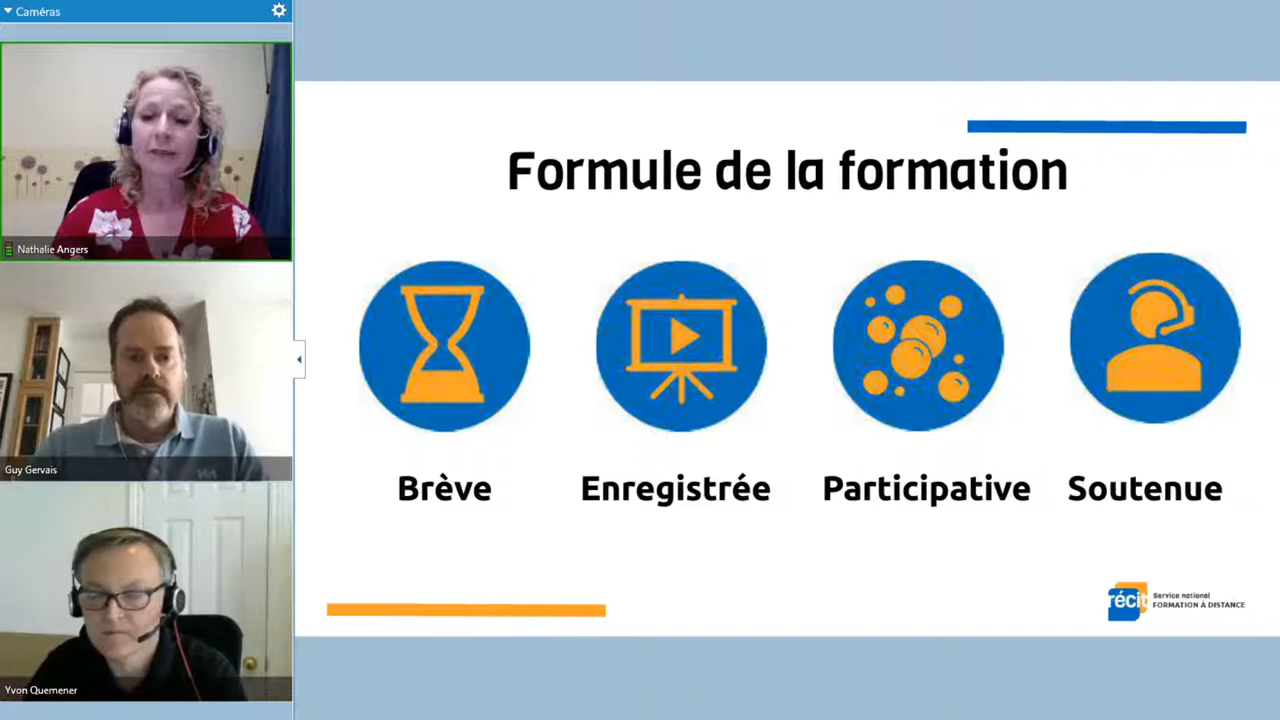 Caméras
Nathalie Angers
Guy Gervais
Yvon Quemener
Formule de la formation
Brève
Enregistrée
Participative
Soutenue
récit
Service national
FORMATION À DISTANCE